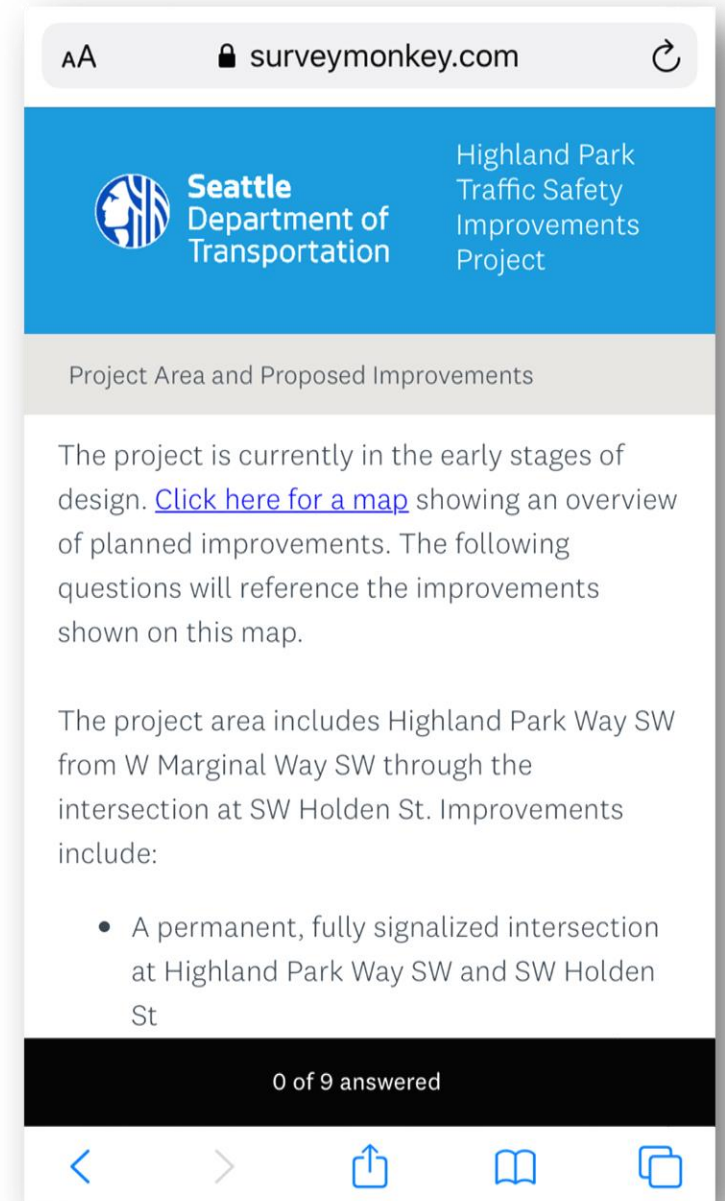 AA
surveymonkey.com
Seattle
Department of
Transportation
Highland Park
Traffic Safety
Improvements
Project
Project Area and Proposed Improvements
The project is currently in the early stages of
design. Click here for a map showing an overview
of planned improvements. The following
questions will reference the improvements
shown on this map.
The project area includes Highland Park Way SW
from W Marginal Way SW through the
intersection at SW Holden St. Improvements
include:
• A permanent, fully signalized intersection
at Highland Park Way SW and SW Holden
St
0 of 9 answered